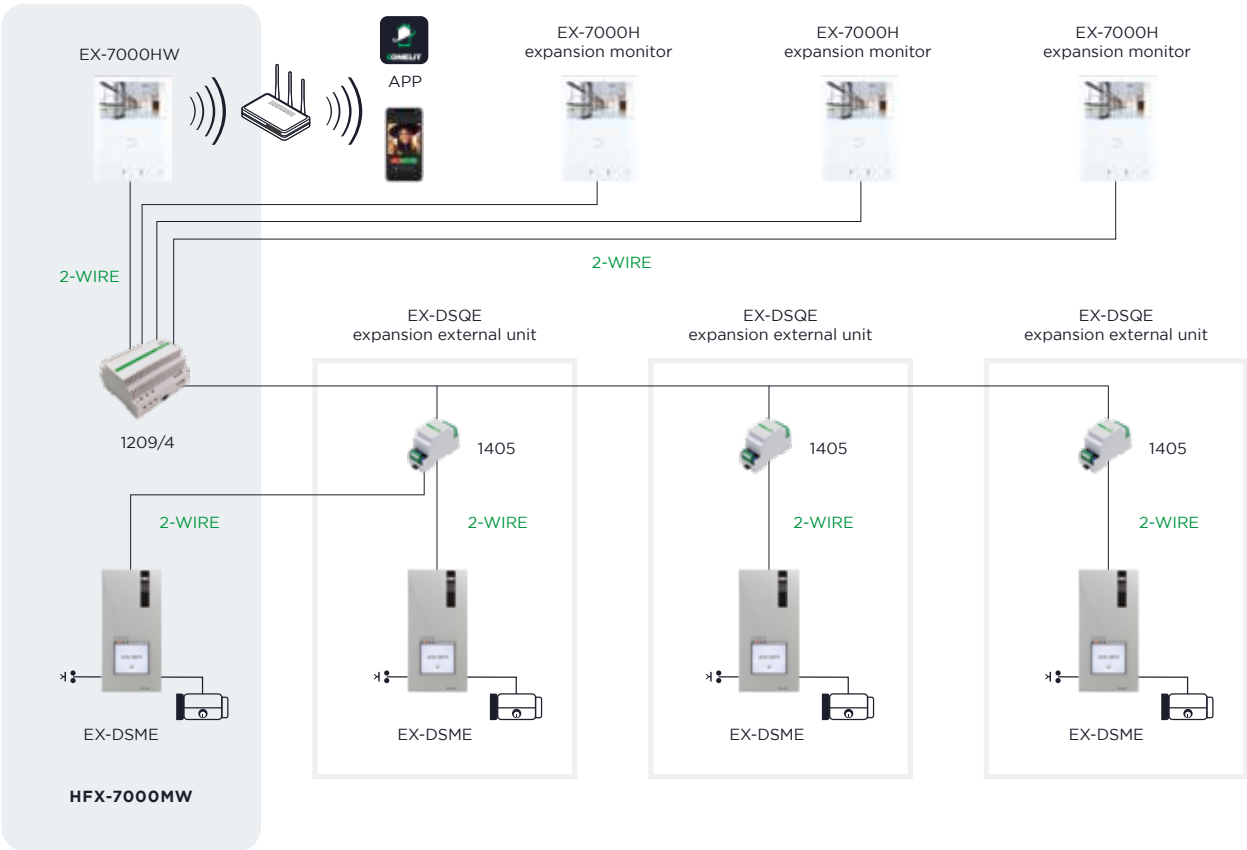 EX-7000HW
COMELIT
APP
EX-7000H
expansion monitor
EX-7000H
expansion monitor
EX-7000H
expansion monitor
2-WIRE
2-WIRE
1209/4
EX-DSQE
expansion external unit
EX-DSQE
expansion external unit
EX-DSQE
expansion external unit
1405
1405
1405
2-WIRE
2-WIRE
2-WIRE
2-WIRE
EX-DSME
EX-DSME
EX-DSME
EX-DSME
HFX-7000MW